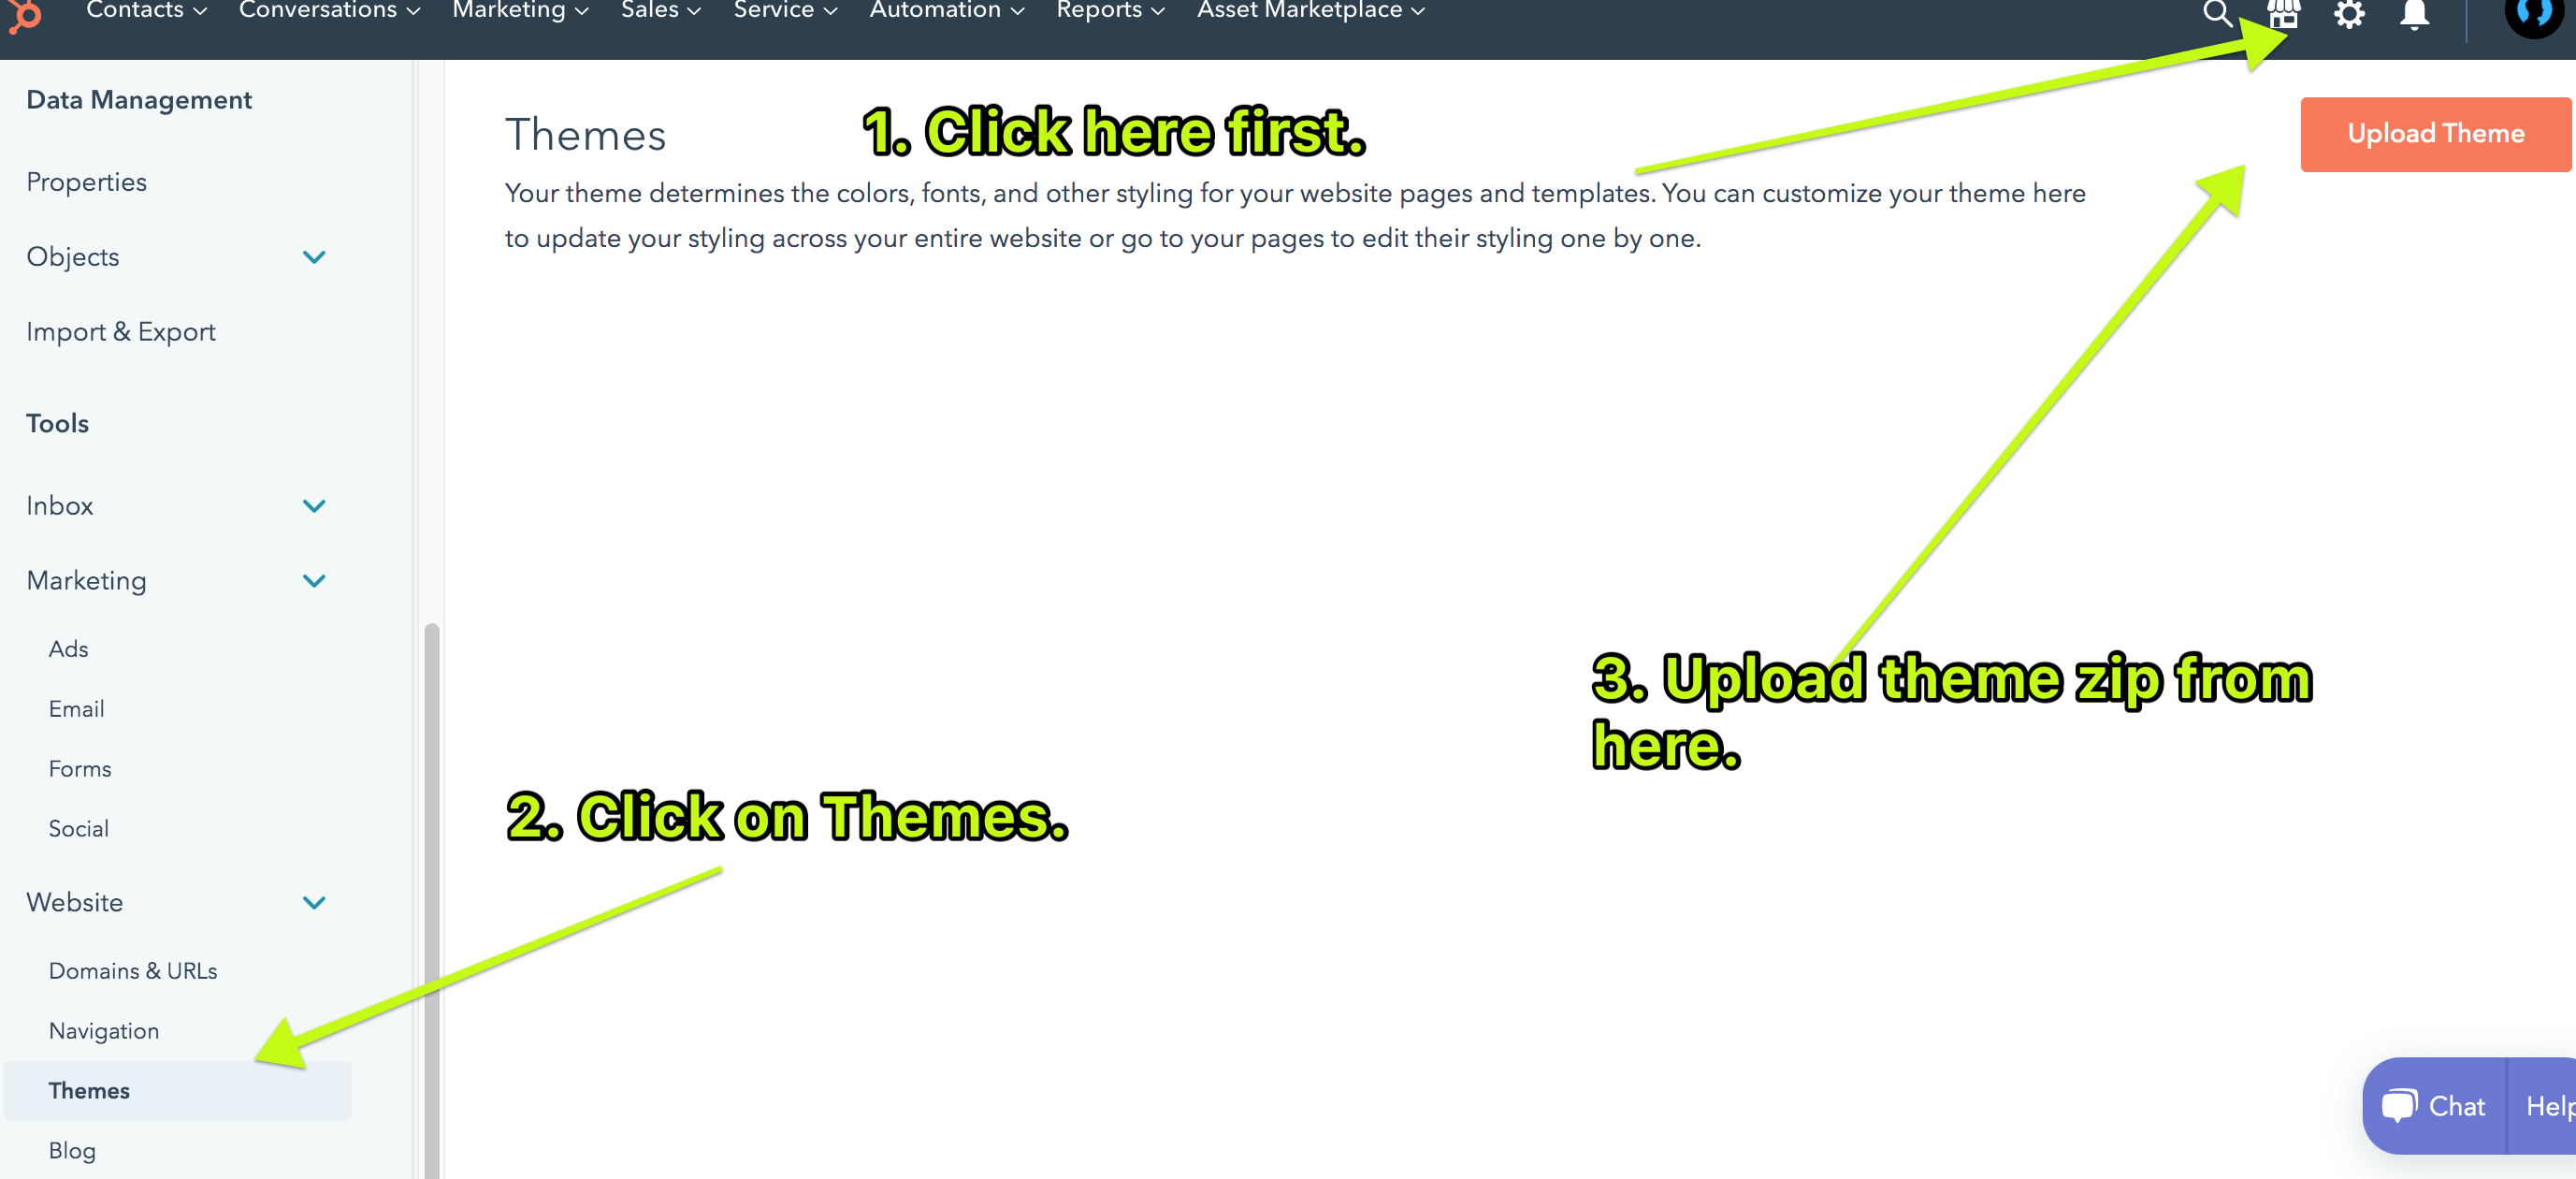 Contacts Conversations Marketing Sales Service Automation Reports Asset Marketplace
Data Management
Properties
Objects
Import & Export
Tools
Inbox
Marketing
Ads
Email
Forms
Social
Website
Domains & URLs
Navigation
Themes
Blog
Themes
1. Click here first.
Upload Theme
Your theme determines the colors, fonts, and other styling for your website pages and templates. You can customize your theme here
to update your styling across your entire website or go to your pages to edit their styling one by one.
3. Upload theme zip from
here.
2. Click on Themes.
Chat
Help